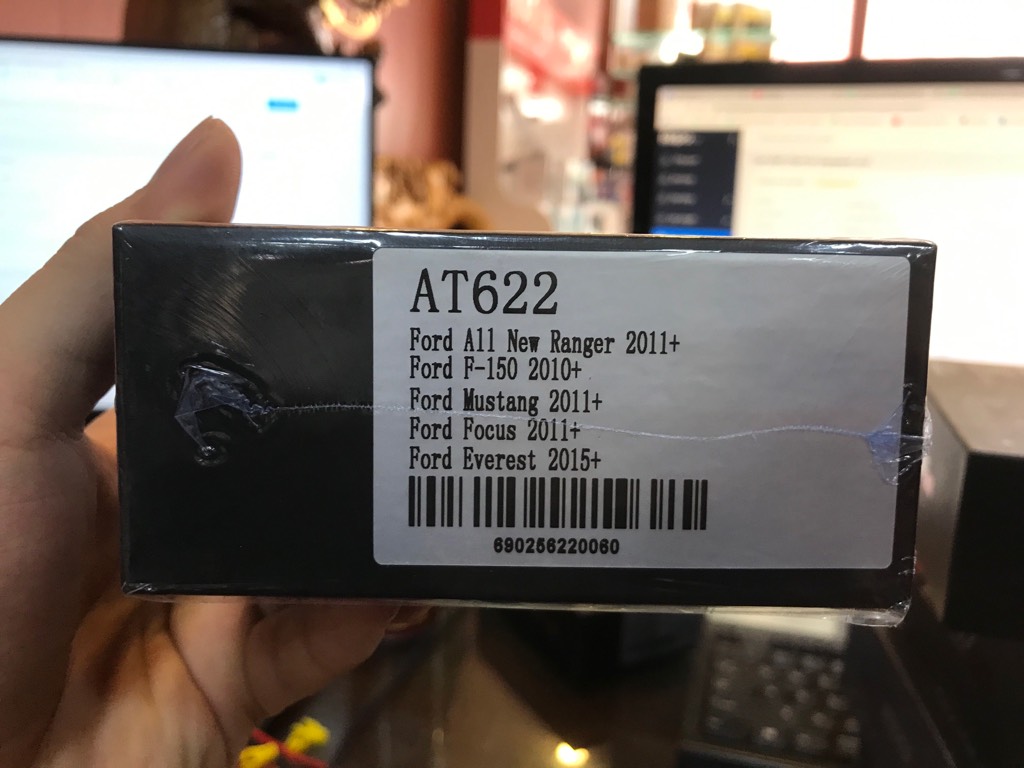 AT622
Ford All New Ranger 2011+
Ford F-150 2010+
Ford Mustang 2011+
Ford Focus 2011+
Ford Everest 2015+
690256220060